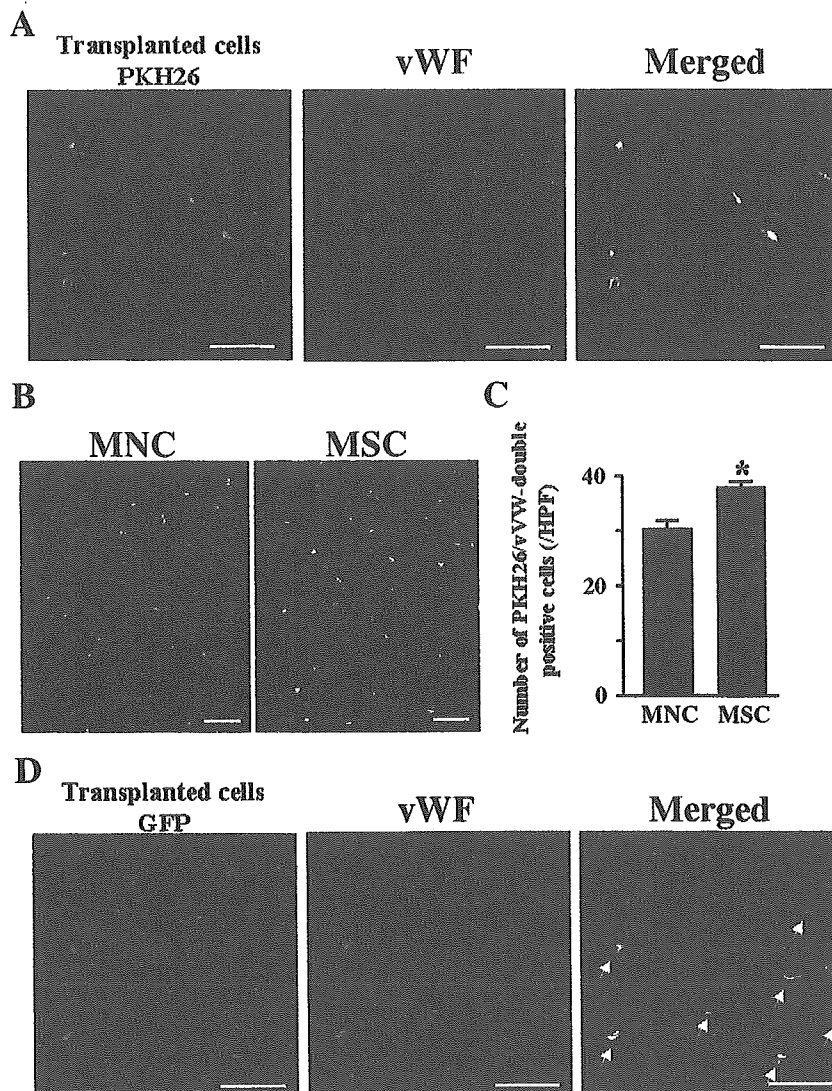 A
Transplanted cells
PKH26
vWF
Merged
B
MNC
MSC
C
Number of PKH26/vVW-double
positive cells (/HPF)
40
20
0
*
MNC
MSC
D
Transplanted cells
GFP
vWF
Merged